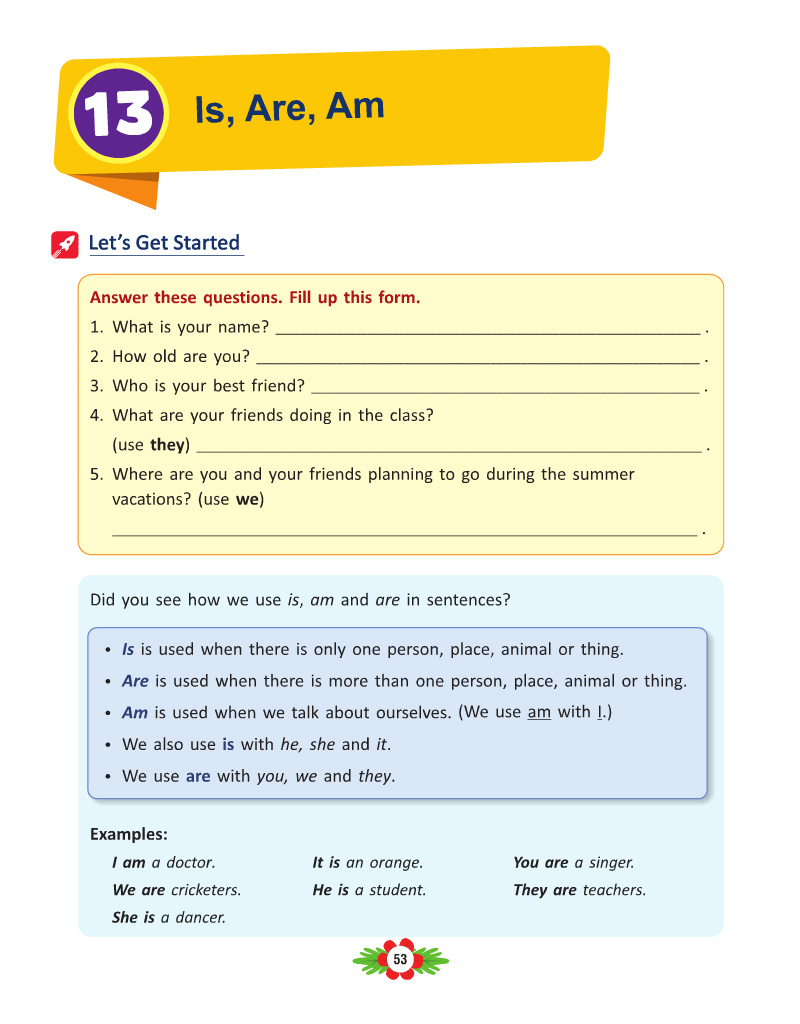 13
Is, Are, Am
Let's Get Started
Answer these questions. Fill up this form.
1. What is your name? ______________________________ .
2. How old are you? ______________________________ .
3. Who is your best friend? ______________________________ .
4. What are your friends doing in the class?
(use they) ______________________________ .
5. Where are you and your friends planning to go during the summer
vacations? (use we)
______________________________ .
Did you see how we use is, am and are in sentences?
• Is is used when there is only one person, place, animal or thing.
• Are is used when there is more than one person, place, animal or thing.
• Am is used when we talk about ourselves. (We use am with I.)
• We also use is with he, she and it.
• We use are with you, we and they.
Examples:
I am a doctor. It is an orange. You are a singer.
We are cricketers. He is a student. They are teachers.
She is a dancer.
53